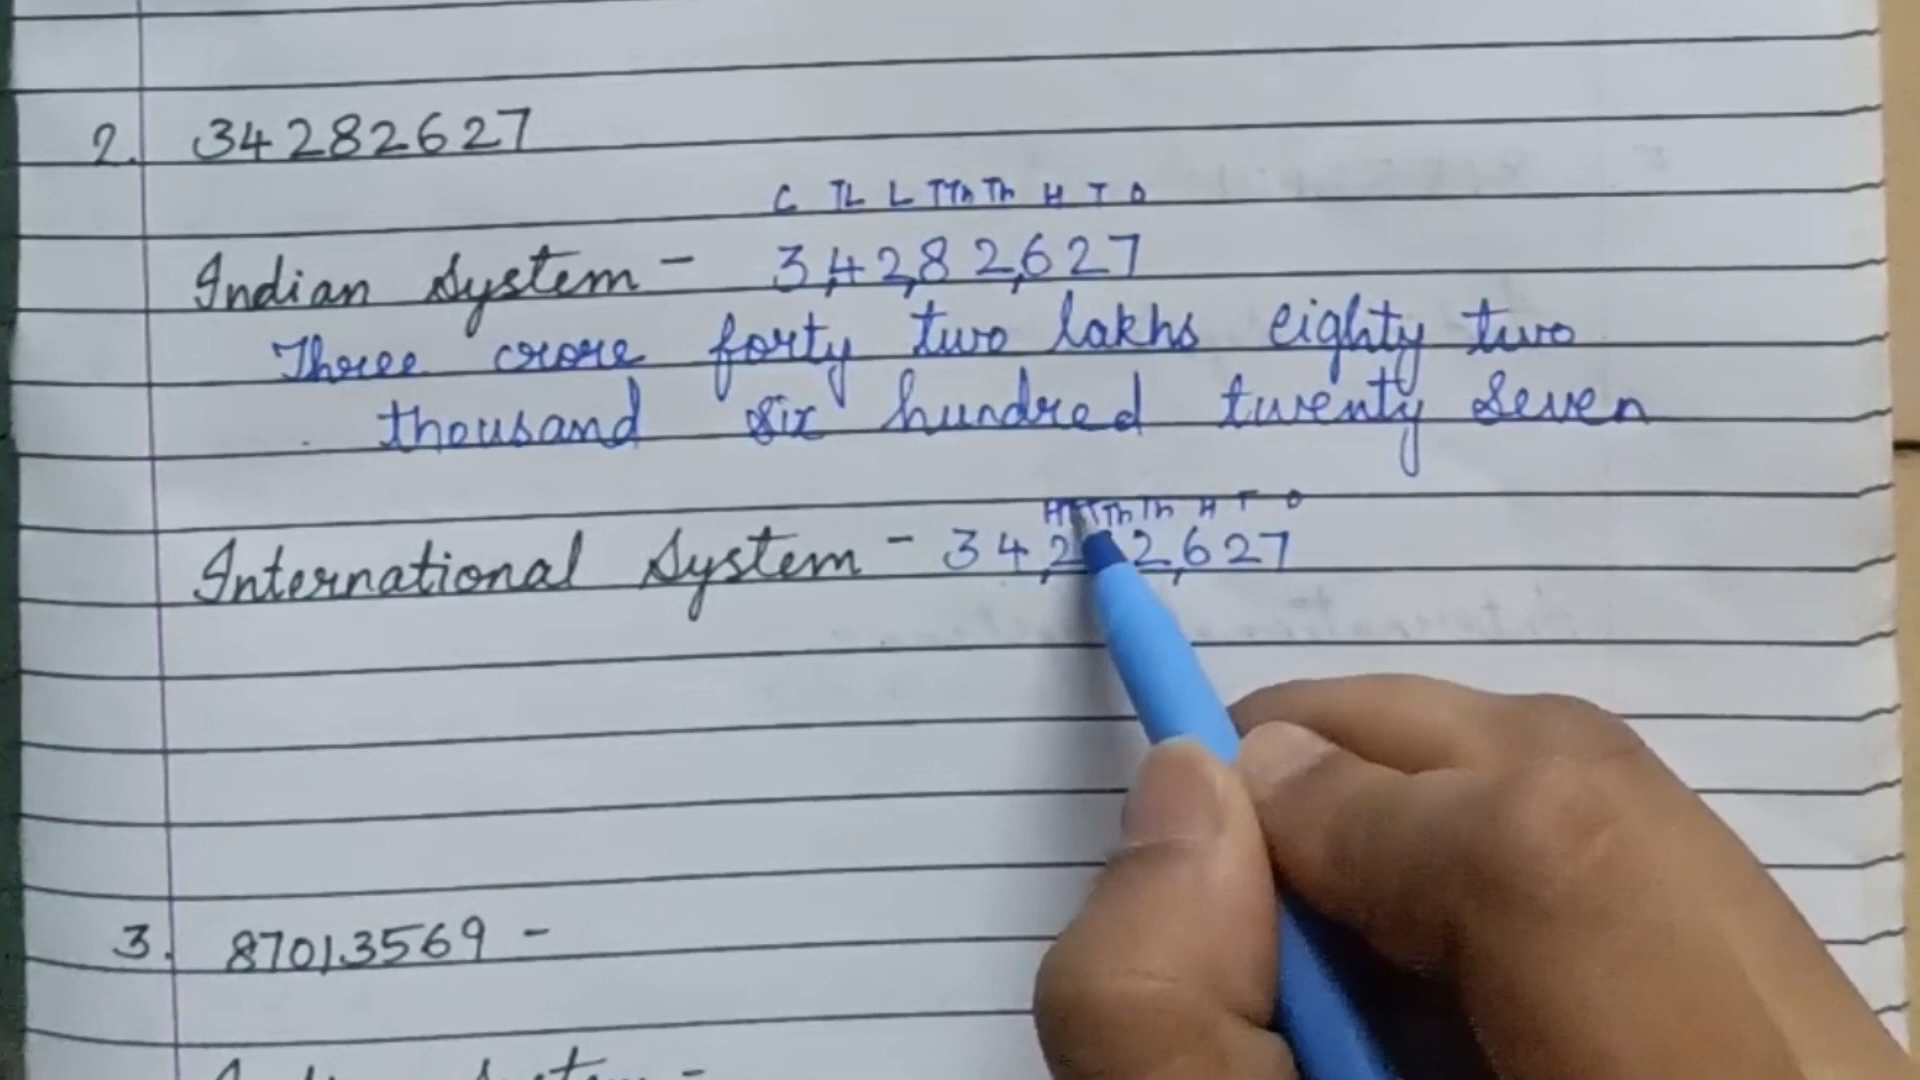 2. 34282627
C TL L TTh Th H T O
Indian System - 3,42,82,627
Three crore forty two lakhs eighty two
thousand six hundred twenty seven
TTh Th H T O
International System - 34,2 2,627
3. 87013569 -